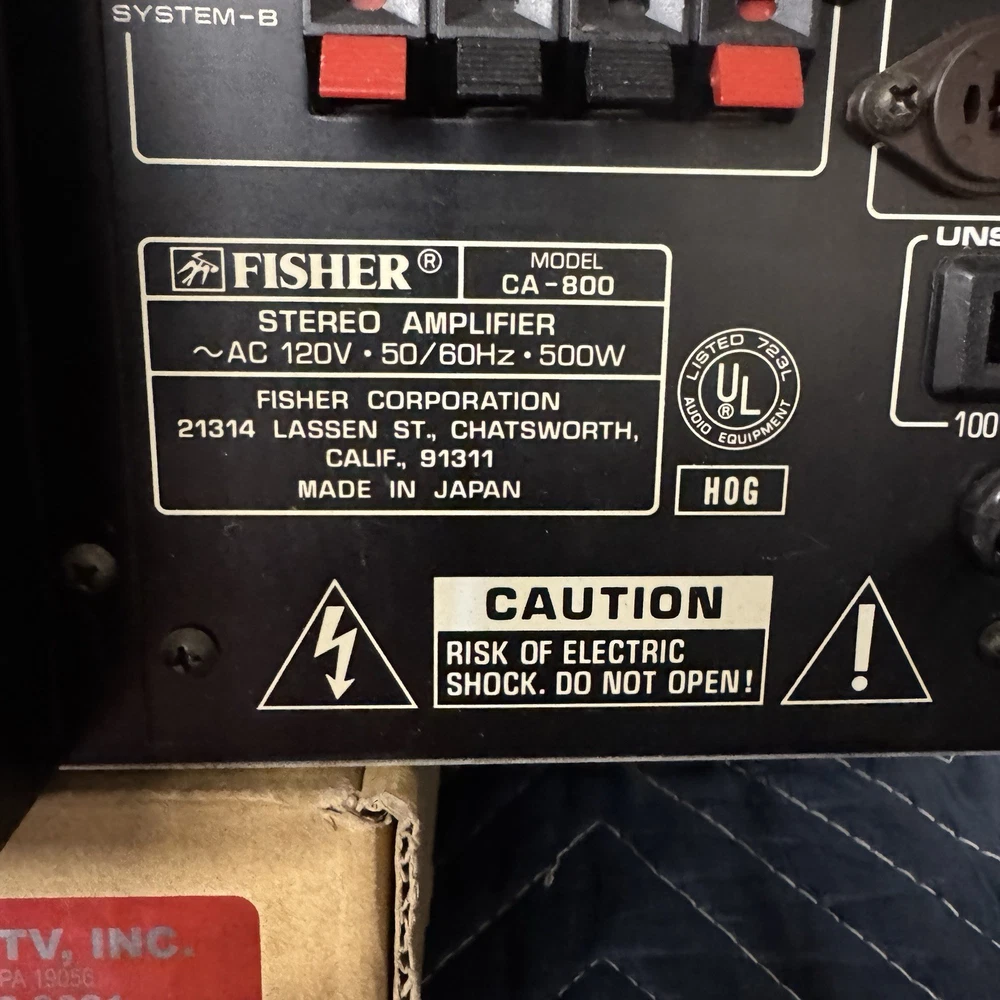 SYSTEM-B
FISHER®
MODEL
CA-800
STEREO AMPLIFIER
~AC 120V · 50/60Hz · 500W
FISHER CORPORATION
21314 LASSEN ST., CHATSWORTH,
CALIF., 91311
MADE IN JAPAN
LISTED 723L
UL®
AUDIO EQUIPMENT
HOG
UNS
100
CAUTION
RISK OF ELECTRIC
SHOCK. DO NOT OPEN!
TV, INC.
PA 19056